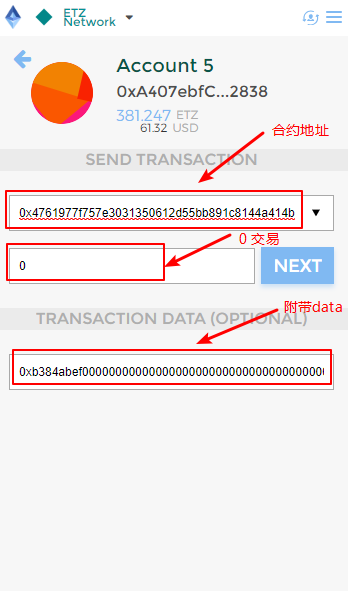 ETZ
Network
Account 5
0xA407ebfC...2838
381.247 ETZ
61.32 USD
合约地址
SEND TRANSACTION
0x4761977f757e3031350612d55bb891c8144a414b
0 交易
0
NEXT
附带data
TRANSACTION DATA (OPTIONAL)
0xb384abef00000000000000000000000000000000000000